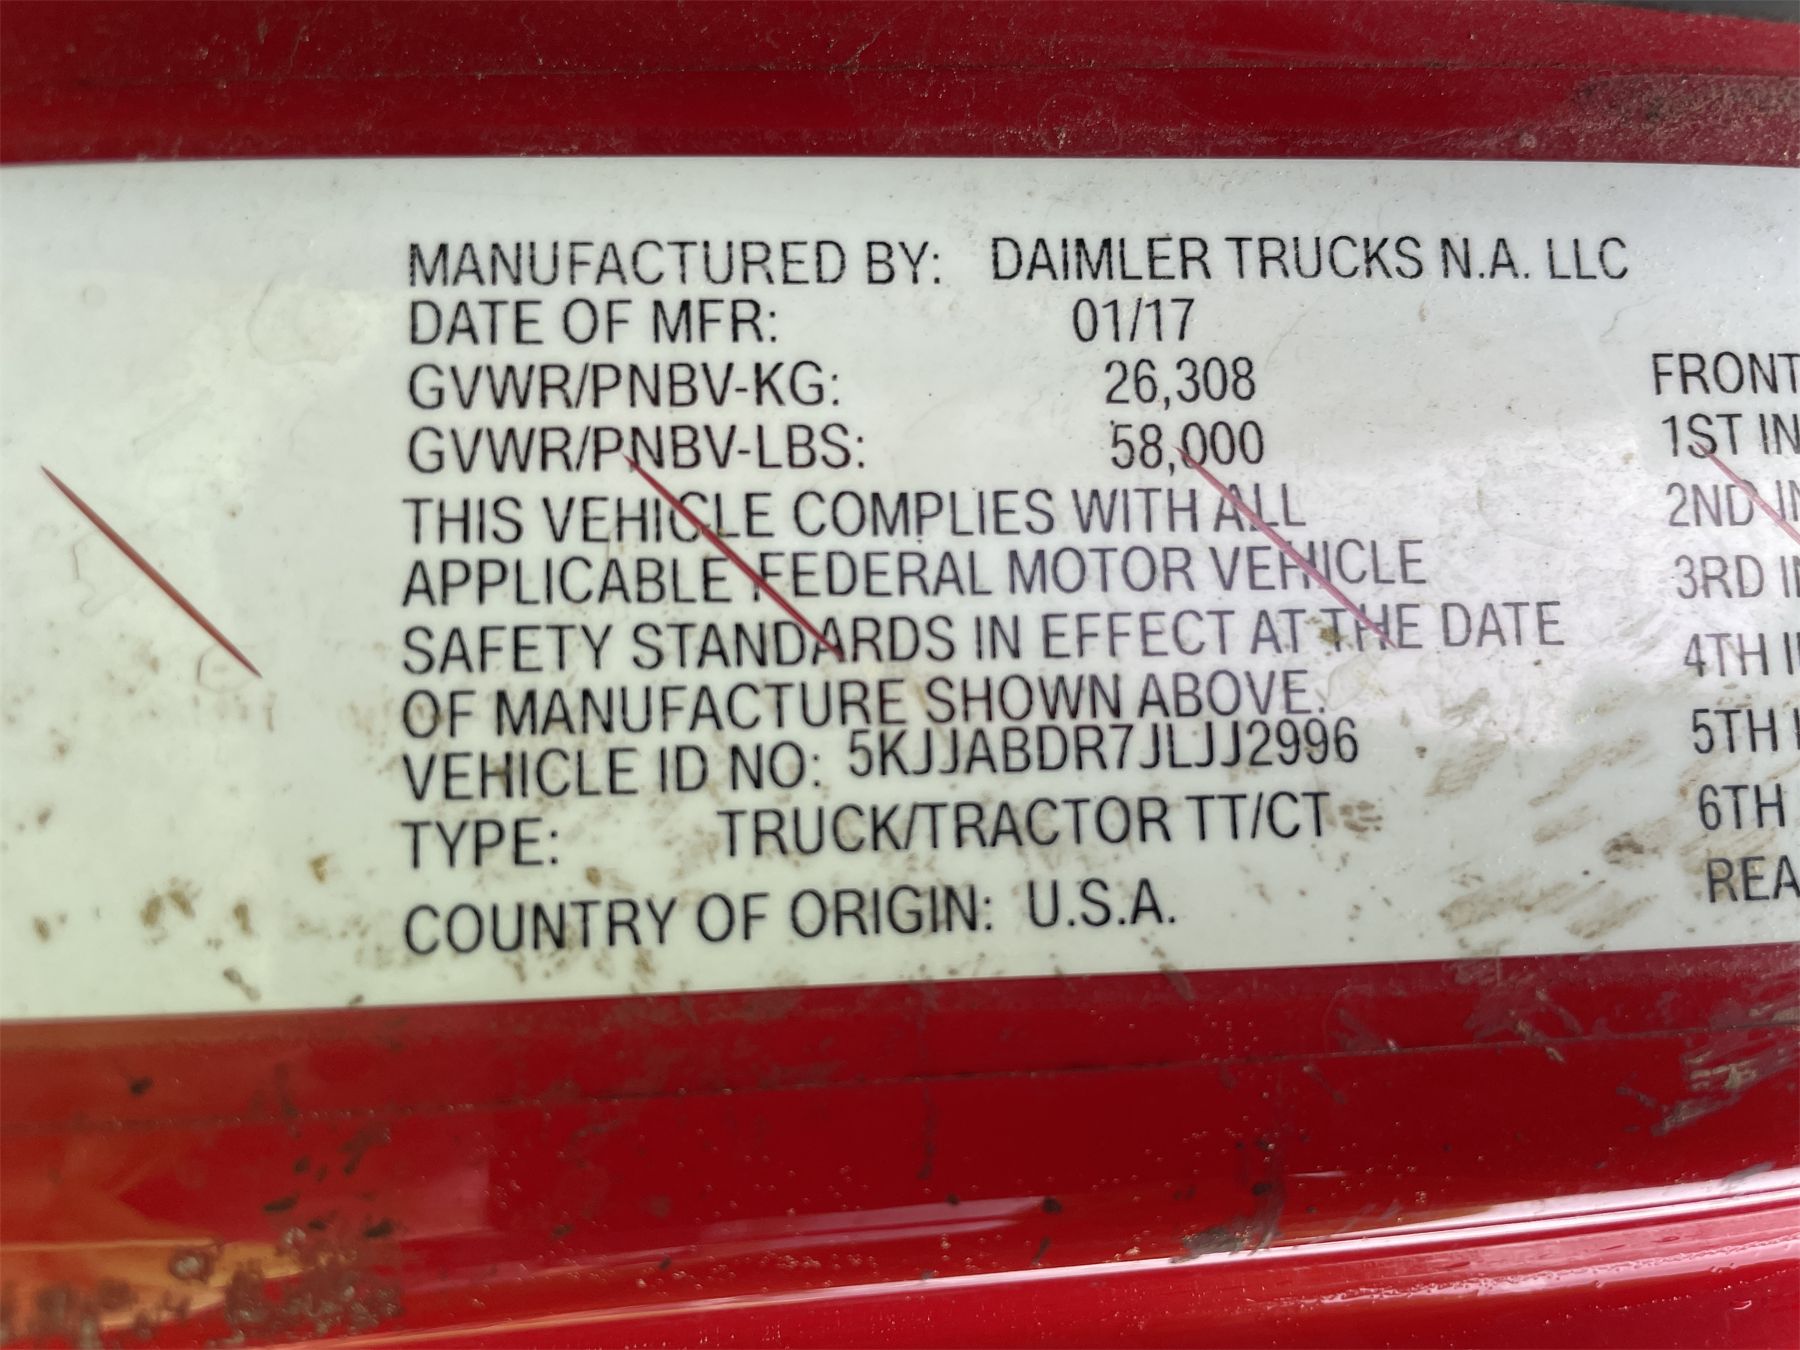 MANUFACTURED BY: DAIMLER TRUCKS N.A. LLC
DATE OF MFR: 01/17
GVWR/PNBV-KG: 26,308
GVWR/PNBV-LBS: 58,000
THIS VEHICLE COMPLIES WITH ALL
APPLICABLE FEDERAL MOTOR VEHICLE
SAFETY STANDARDS IN EFFECT AT THE DATE
OF MANUFACTURE SHOWN ABOVE.
VEHICLE ID NO: 5KJJABDR7JLJJ2996
TYPE: TRUCK/TRACTOR TT/CT
COUNTRY OF ORIGIN: U.S.A.
FRONT
1ST IN
2ND IN
3RD IN
4TH I
5TH I
6TH
REA